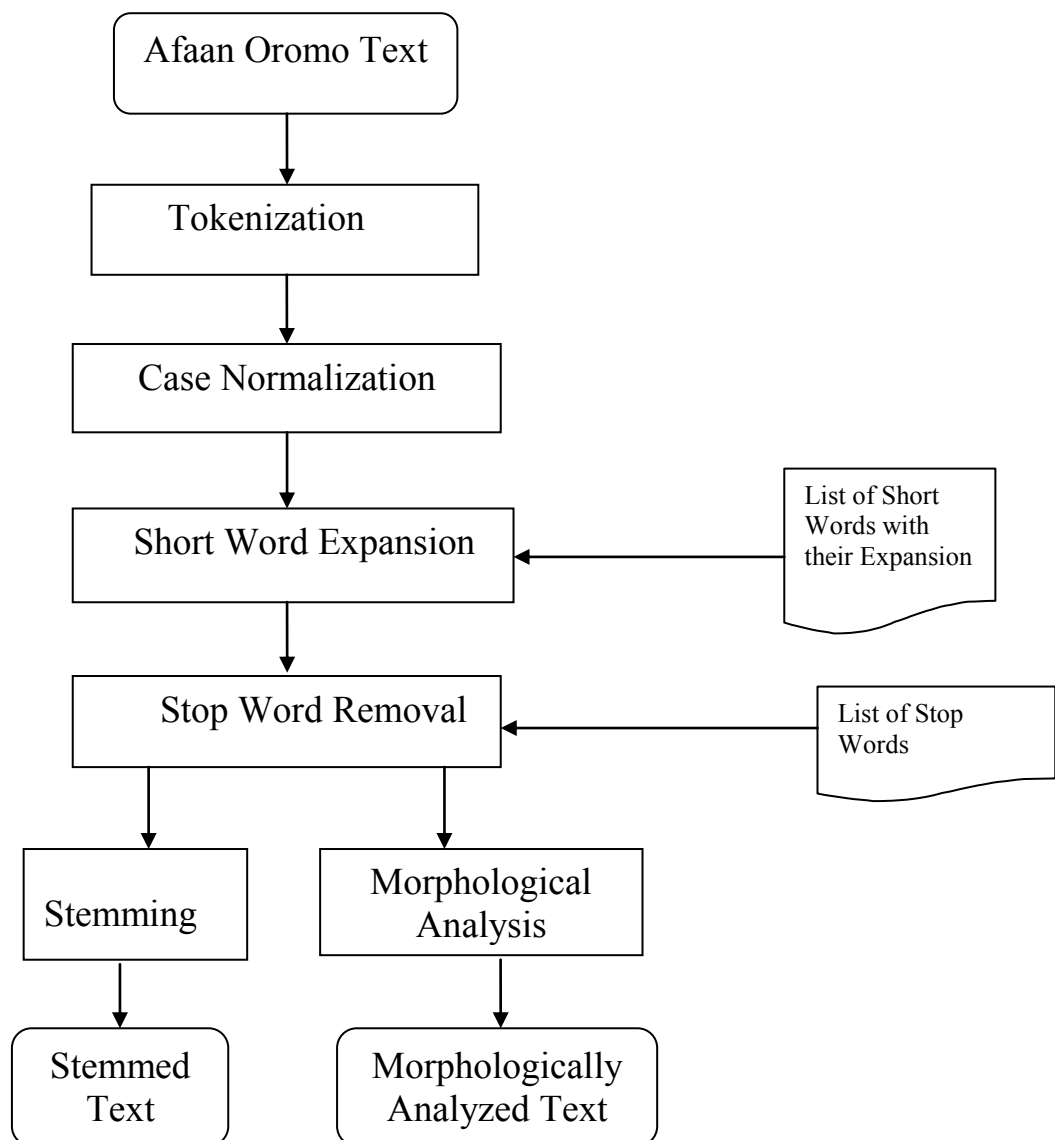 Afaan Oromo Text
Tokenization
Case Normalization
Short Word Expansion
List of Short
Words with
their Expansion
Stop Word Removal
List of Stop
Words
Stemming
Morphological
Analysis
Stemmed
Text
Morphologically
Analyzed Text